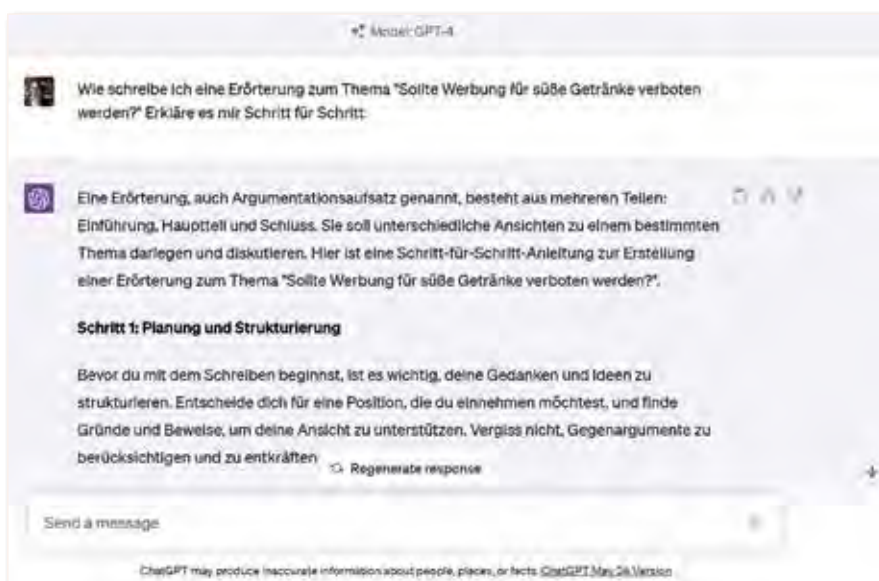 Model: GPT-4
Wie schreibe ich eine Erörterung zum Thema "Sollte Werbung für süße Getränke verboten
werden?" Erkläre es mir Schritt für Schritt
Eine Erörterung, auch Argumentationsaufsatz genannt, besteht aus mehreren Teilen:
Einführung, Hauptteil und Schluss. Sie soll unterschiedliche Ansichten zu einem bestimmten
Thema darlegen und diskutieren. Hier ist eine Schritt-für-Schritt-Anleitung zur Erstellung
einer Erörterung zum Thema "Sollte Werbung für süße Getränke verboten werden?".
Schritt 1: Planung und Strukturierung
Bevor du mit dem Schreiben beginnst, ist es wichtig, deine Gedanken und Ideen zu
strukturieren. Entscheide dich für eine Position, die du einnehmen möchtest, und finde
Gründe und Beweise, um deine Ansicht zu unterstützen. Vergiss nicht, Gegenargumente zu
berücksichtigen und zu entkräften
Regenerate response
Send a message
ChatGPT may produce inaccurate information about people, places, or facts. ChatGPT May 24 Version